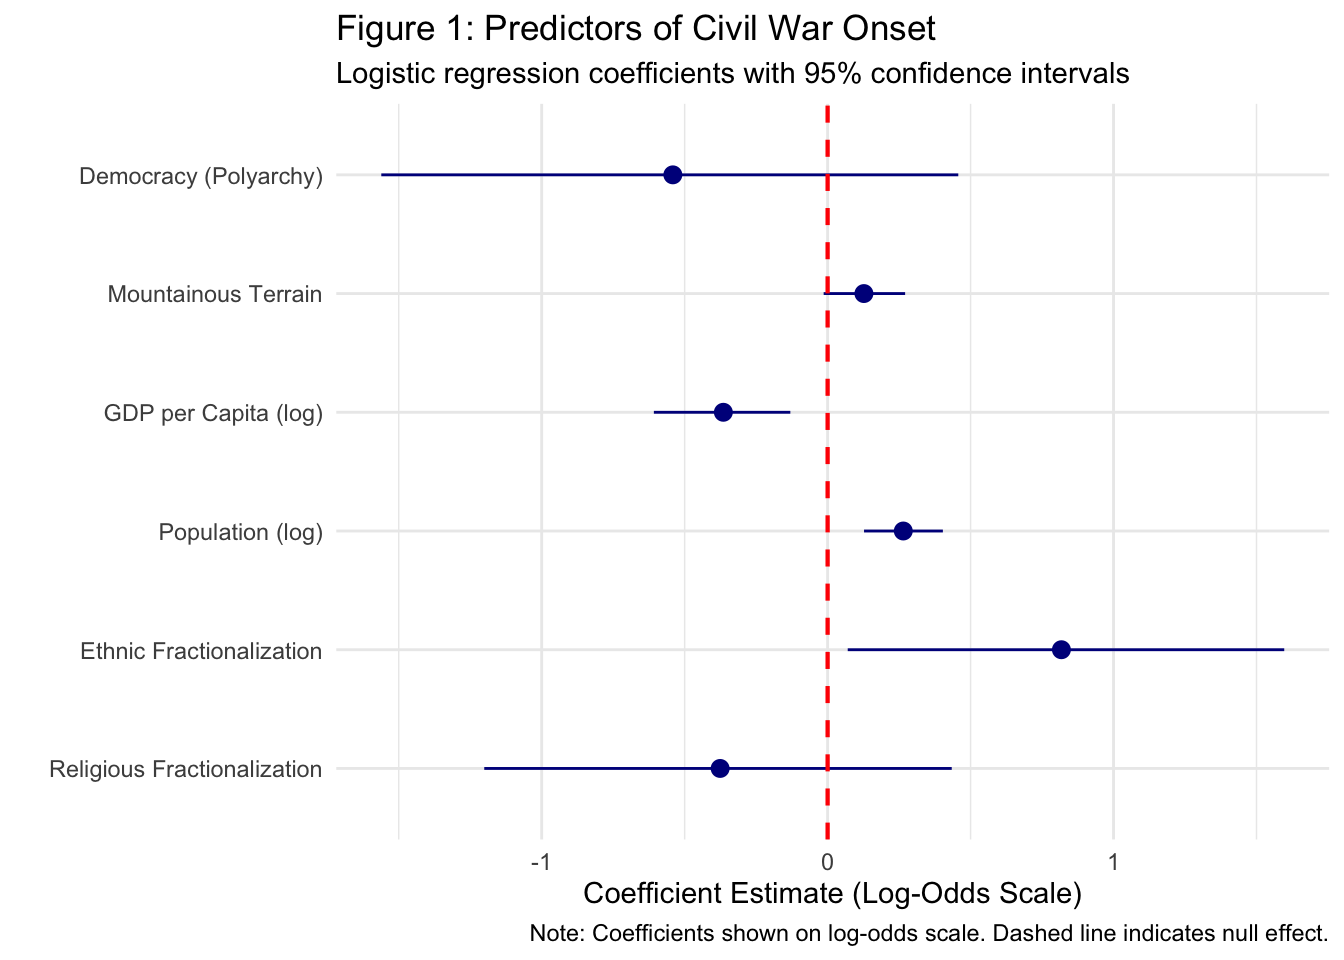 Figure 1: Predictors of Civil War Onset
Logistic regression coefficients with 95% confidence intervals
Democracy (Polyarchy)
Mountainous Terrain
GDP per Capita (log)
Population (log)
Ethnic Fractionalization
Religious Fractionalization
-1 0 1
Coefficient Estimate (Log-Odds Scale)
Note: Coefficients shown on log-odds scale. Dashed line indicates null effect.